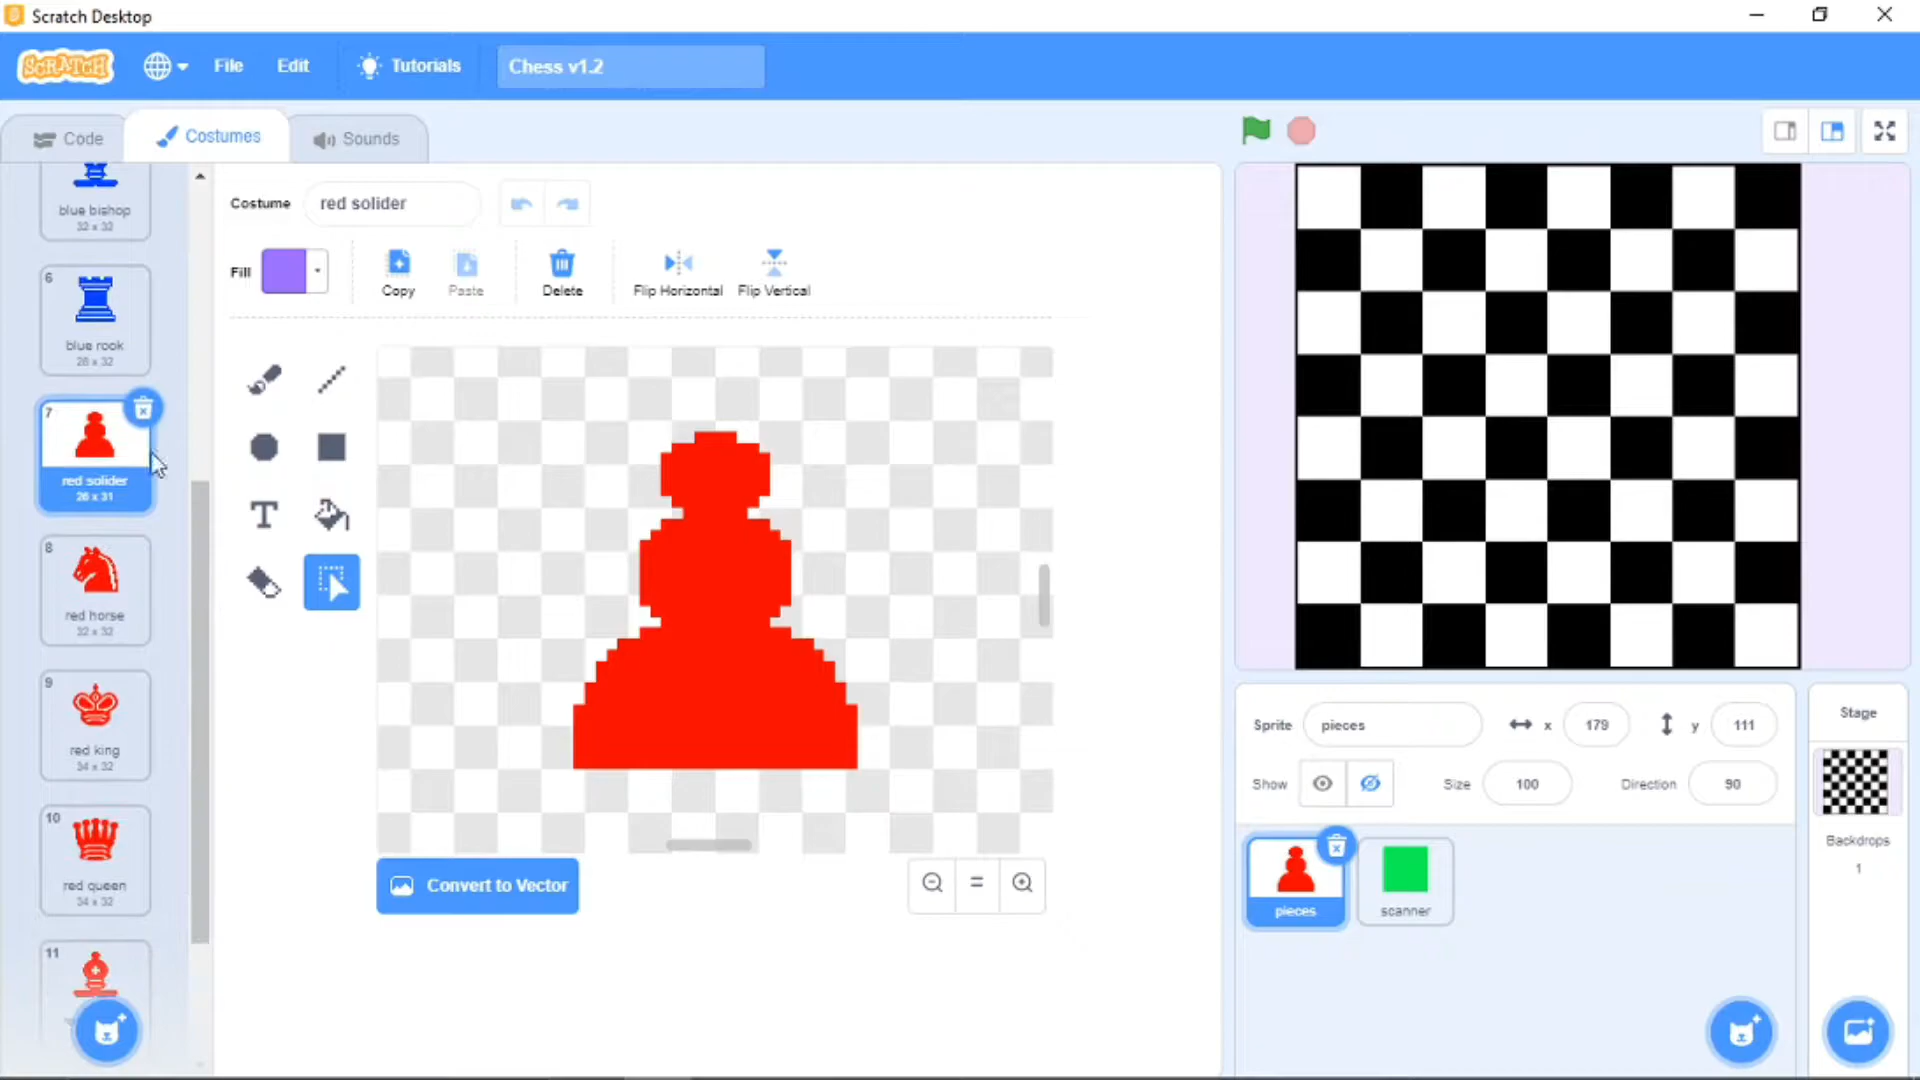 Scratch Desktop
SCRATCH
File
Edit
Tutorials
Chess v1.2
Code
Costumes
Sounds
blue bishop
32 x 32
6
blue rook
28 x 32
7
red solider
26 x 31
8
red horse
32 x 32
9
red king
34 x 32
10
red queen
34 x 32
11
Costume
red solider
Fill
Copy
Paste
Delete
Flip Horizontal
Flip Vertical
T
Convert to Vector
Sprite
pieces
x
179
y
111
Show
Size
100
Direction
90
pieces
scanner
Stage
Backdrops
1